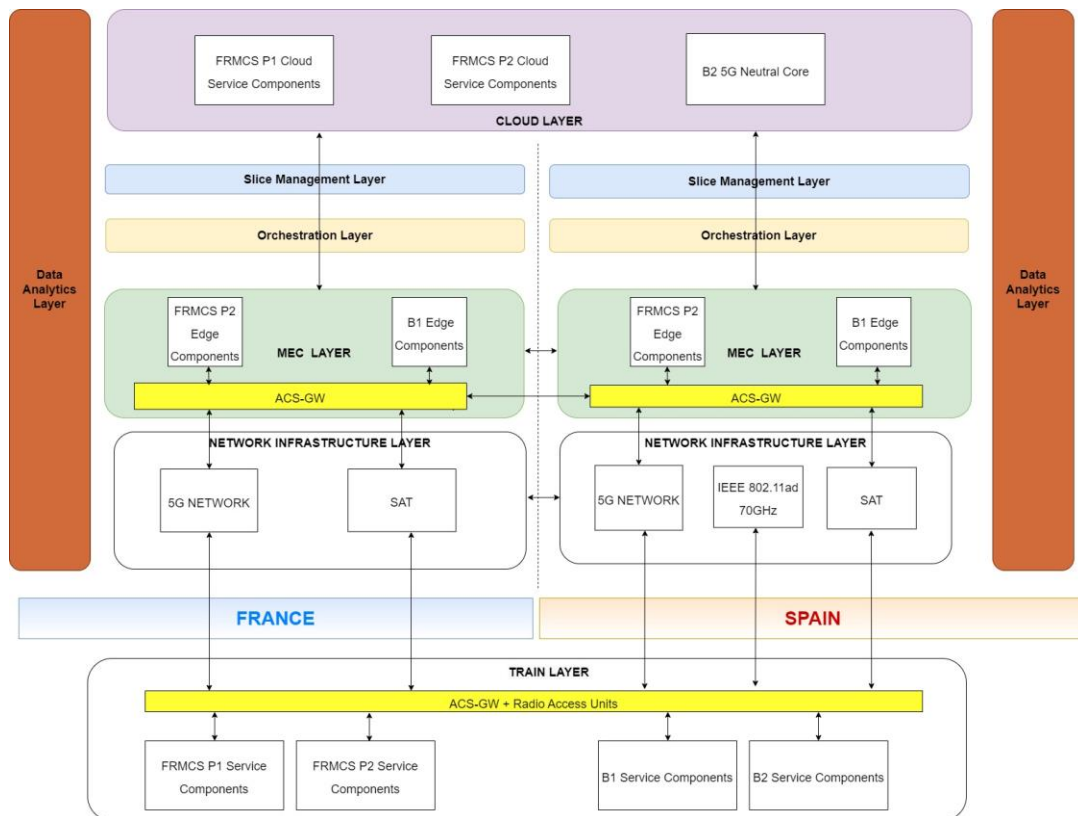 FRMCS P1 Cloud
Service Components
FRMCS P2 Cloud
Service Components
B2 5G Neutral Core
CLOUD LAYER
Slice Management Layer
Slice Management Layer
Orchestration Layer
Orchestration Layer
Data
Analytics
Layer
Data
Analytics
Layer
FRMCS P2
Edge
Components
B1 Edge
Components
MEC LAYER
ACS-GW
FRMCS P2
Edge
Components
B1 Edge
Components
MEC LAYER
ACS-GW
NETWORK INFRASTRUCTURE LAYER
5G NETWORK
SAT
NETWORK INFRASTRUCTURE LAYER
5G NETWORK
IEEE 802.11ad
70GHz
SAT
FRANCE
SPAIN
TRAIN LAYER
ACS-GW + Radio Access Units
FRMCS P1 Service
Components
FRMCS P2 Service
Components
B1 Service Components
B2 Service Components